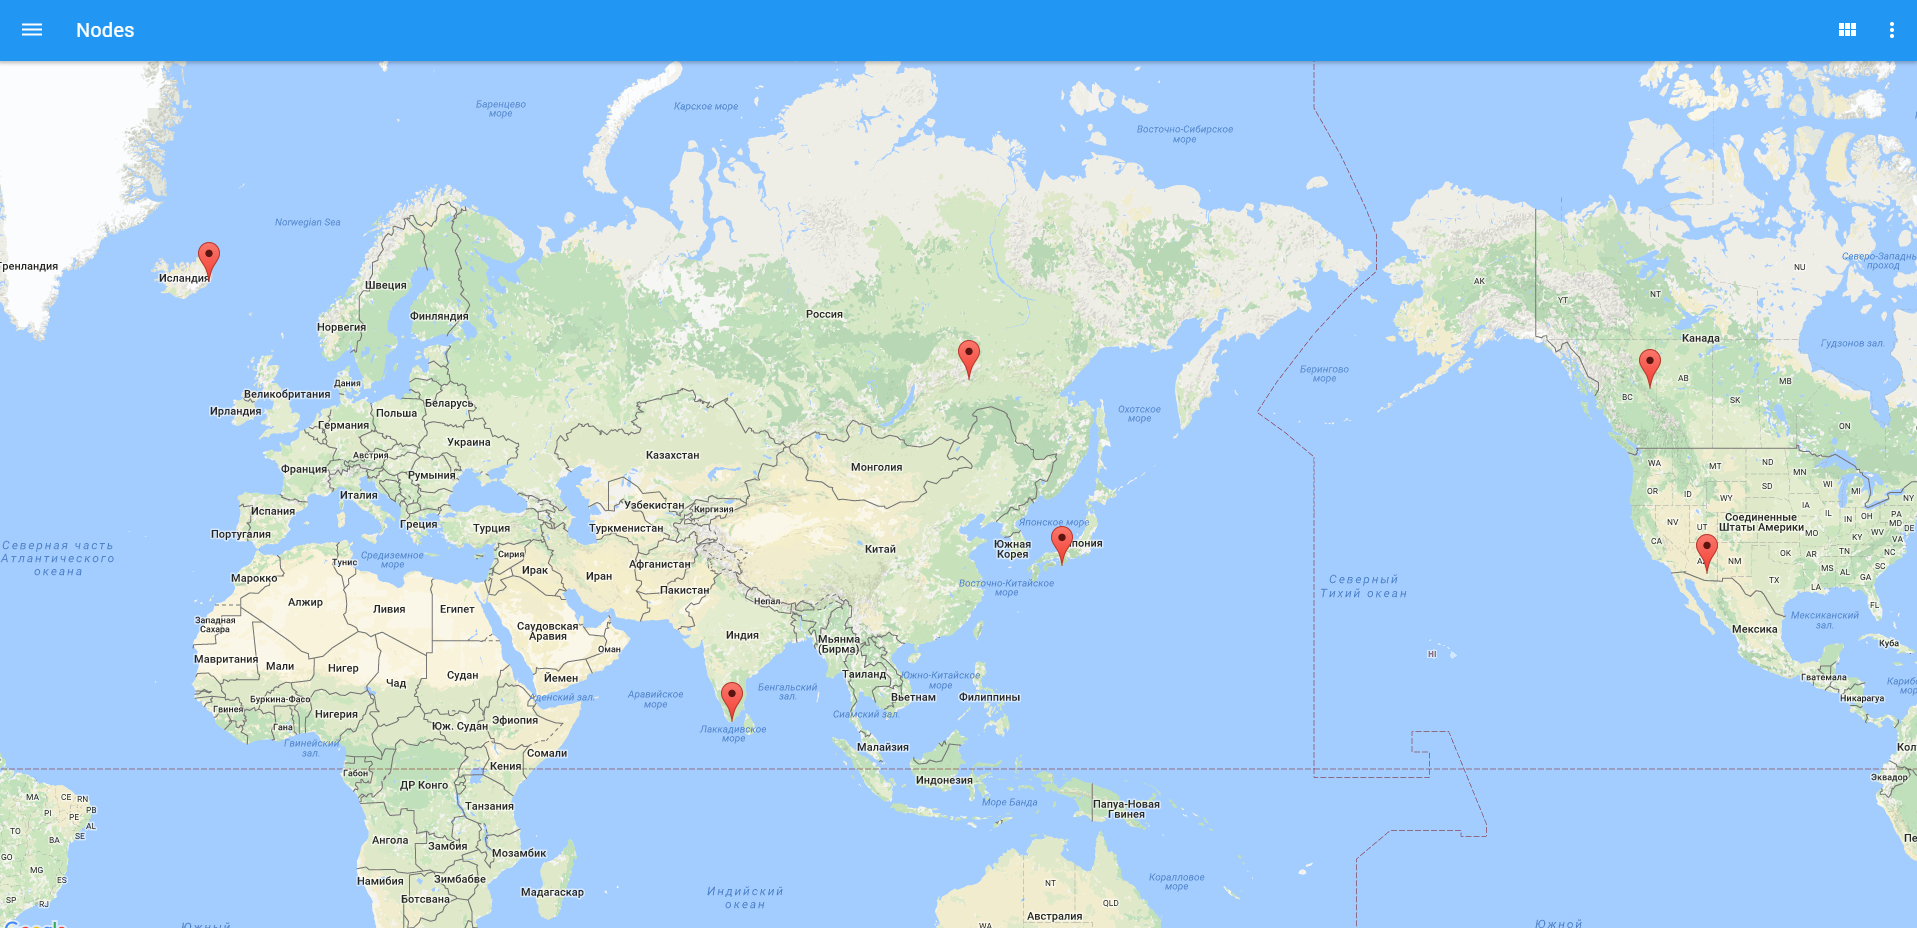 Nodes
Баренцево
море
Карское море
Восточно-Сибирское
море
Norwegian Sea
Гренландия
Исландия
Швеция
Финляндия
Норвегия
Россия
AK
YT
NT
NU
Северо-Западный
проход
Канада
Гудзонов зал.
Берингово
море
BC
AB
SK
MB
ON
Дания
Великобритания
Ирландия
Польша
Беларусь
Германия
Украина
Австрия
Франция
Румыния
Италия
Испания
Португалия
Греция
Турция
Казахстан
Монголия
Охотское
море
Узбекистан
Киргизия
Туркменистан
Сирия
Ирак
Иран
Афганистан
Пакистан
Китай
Непал
Японское море
Южная
Корея
Япония
Восточно-Китайское
море
WA
MT
ND
MN
OR
ID
WY
SD
WI
MI
NY
NV
UT
Соединенные
Штаты Америки
IA
IL
IN
OH
PA
MD
DE
CA
MO
KY
WV
VA
AZ
NM
OK
AR
TN
NC
SC
TX
MS
AL
GA
LA
FL
Северная часть
Атлантического
океана
Средиземное
море
Тунис
Марокко
Алжир
Ливия
Египет
Западная
Сахара
Саудовская
Аравия
Оман
Йемен
Индия
Мьянма
(Бирма)
Таиланд
Вьетнам
Южно-Китайское
море
Филиппины
Северный
Тихий океан
HI
Мексика
Мексиканский
зал.
Куба
Гватемала
Никарагуа
Мавритания
Мали
Нигер
Чад
Судан
Аденский зал.
Аравийское
море
Бенгальский
зал.
Сиамский зал.
Лаккадивское
море
Буркина-Фасо
Гвинея
Гана
Нигерия
Юж. Судан
Эфиопия
Сомали
Гвинейский
зал.
Малайзия
Индонезия
Габон
ДР Конго
Кения
Танзания
Море Банда
Папуа-Новая
Гвинея
Эквадор
MA
CE
RN
PB
PI
PE
AL
TO
BA
SE
GO
MG
ES
SP
RJ
Ангола
Замбия
Мозамбик
Намибия
Зимбабве
Ботсвана
Мадагаскар
Индийский
океан
NT
QLD
WA
Австралия
Коралловое
море
Южный
Южной
Google